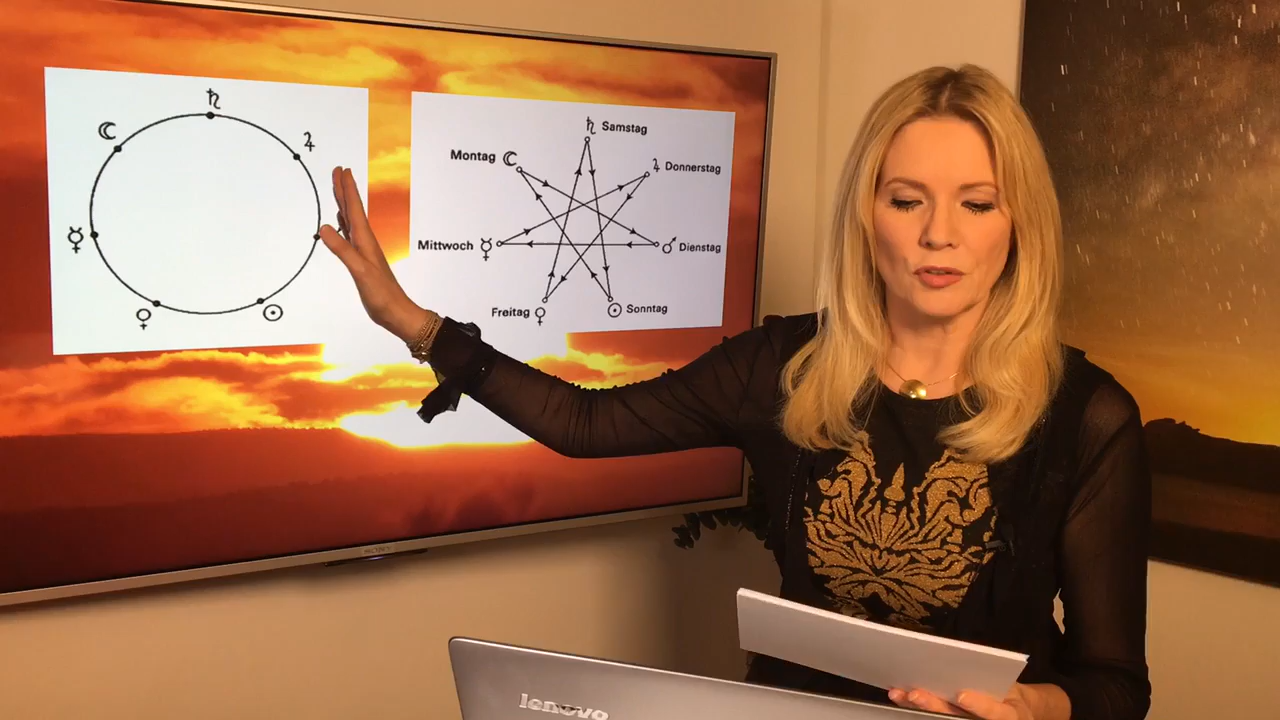 ♄ Samstag
Montag ☾
♃ Donnerstag
Mittwoch ☿
♂ Dienstag
Freitag ♀
☉ Sonntag
♄
☾
♃
☿
♀
☉
SONY
lenovo